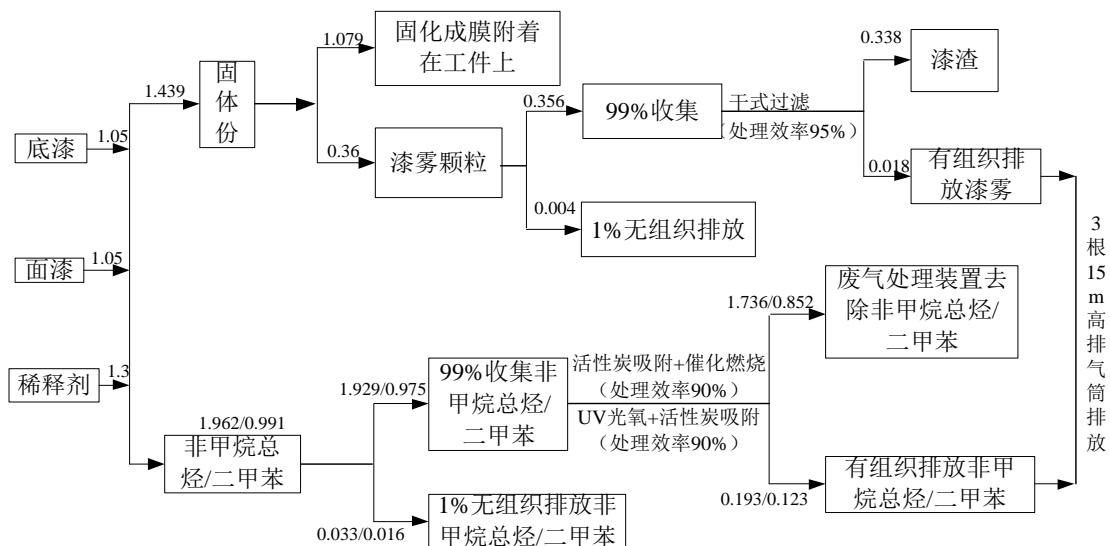 底漆
1.05
面漆
1.05
稀释剂
1.3
1.439
固
体
份
1.079
固化成膜附着
在工件上
0.36
漆雾颗粒
0.356
99%收集
0.004
1%无组织排放
干式过滤
（处理效率95%）
0.338
漆渣
0.018
有组织排
放漆雾
1.962/0.991
非甲烷总
烃/二甲苯
1.929/0.975
99%收集非
甲烷总烃/
二甲苯
0.033/0.016
1%无组织排放非
甲烷总烃/二甲苯
活性炭吸附+催化燃烧
（处理效率90%）
UV光氧+活性炭吸附
（处理效率90%）
1.736/0.852
废气处理装置去
除非甲烷总烃/
二甲苯
0.193/0.123
有组织排放非甲
烷总烃/二甲苯
3
根
15
m
高
排
气
筒
排
放